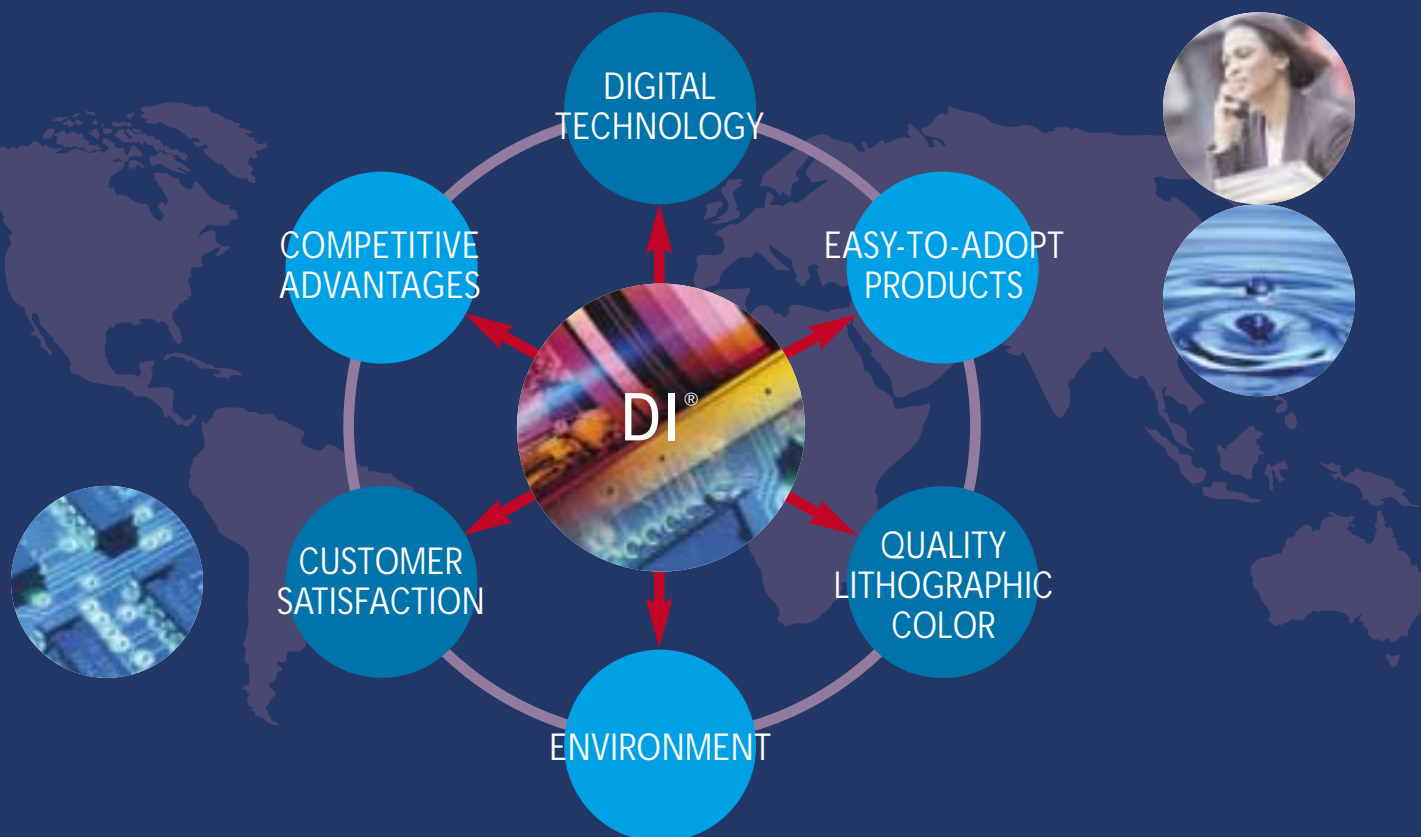 DIGITAL
TECHNOLOGY
COMPETITIVE
ADVANTAGES
EASY-TO-ADOPT
PRODUCTS
DI®
CUSTOMER
SATISFACTION
QUALITY
LITHOGRAPHIC
COLOR
ENVIRONMENT